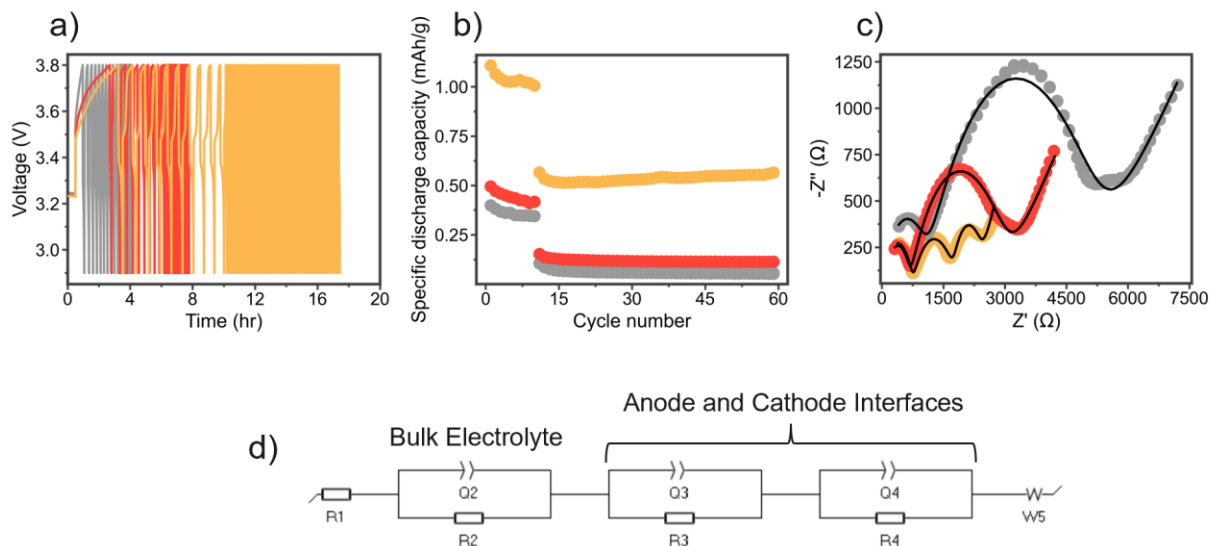 a)
b)
c)
Voltage (V)
3.8
3.6
3.4
3.2
3.0
0
4
8
12
16
20
Time (hr)
Specific discharge capacity (mAh/g)
1.00
0.75
0.50
0.25
0
15
30
45
60
Cycle number
-Z" (Ω)
1250
1000
750
500
250
0
1500
3000
4500
6000
7500
Z' (Ω)
d)
Bulk Electrolyte
Anode and Cathode Interfaces
R1
Q2
R2
Q3
R3
Q4
R4
W
W5